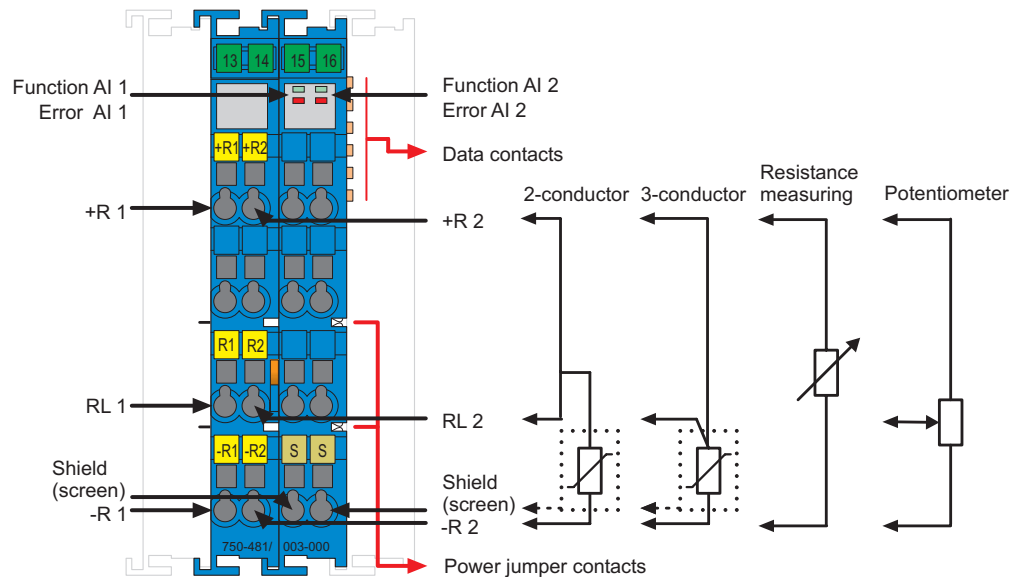 13 14 15 16
Function AI 1
Error AI 1
Function AI 2
Error AI 2
+R1 +R2
Data contacts
2-conductor
3-conductor
Resistance
measuring
Potentiometer
+R 1
+R 2
R1 R2
RL 1
RL 2
-R1 -R2 S S
Shield
(screen)
-R 1
Shield
(screen)
-R 2
750-481/ 003-000
Power jumper contacts